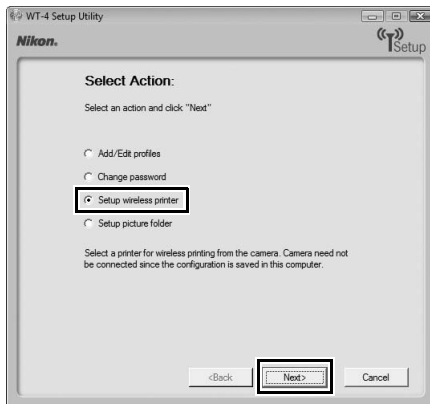 WT-4 Setup Utility
Nikon.
Setup
Select Action:
Select an action and click "Next"
Add/Edit profiles
Change password
Setup wireless printer
Setup picture folder
Select a printer for wireless printing from the camera. Camera need not
be connected since the configuration is saved in this computer.
<Back
Next>
Cancel